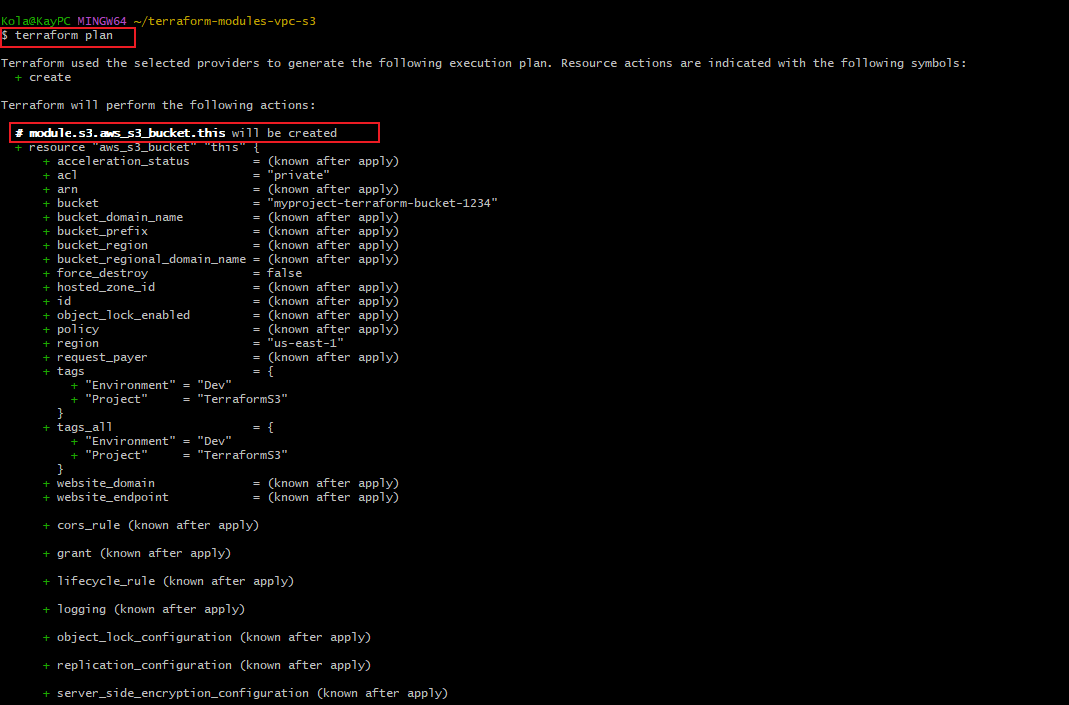 Kola@KayPC MINGW64 ~/terraform-modules-vpc-s3
$ terraform plan
Terraform used the selected providers to generate the following execution plan. Resource actions are indicated with the following symbols:
+ create
Terraform will perform the following actions:
# module.s3.aws_s3_bucket.this will be created
+ resource "aws_s3_bucket" "this" {
+ acceleration_status = (known after apply)
+ acl = "private"
+ arn = (known after apply)
+ bucket = "myproject-terraform-bucket-1234"
+ bucket_domain_name = (known after apply)
+ bucket_prefix = (known after apply)
+ bucket_region = (known after apply)
+ bucket_regional_domain_name = (known after apply)
+ force_destroy = false
+ hosted_zone_id = (known after apply)
+ id = (known after apply)
+ object_lock_enabled = (known after apply)
+ policy = (known after apply)
+ region = "us-east-1"
+ request_payer = (known after apply)
+ tags = {
+ "Environment" = "Dev"
+ "Project" = "TerraformS3"
}
+ tags_all = {
+ "Environment" = "Dev"
+ "Project" = "TerraformS3"
}
+ website_domain = (known after apply)
+ website_endpoint = (known after apply)
+ cors_rule (known after apply)
+ grant (known after apply)
+ lifecycle_rule (known after apply)
+ logging (known after apply)
+ object_lock_configuration (known after apply)
+ replication_configuration (known after apply)
+ server_side_encryption_configuration (known after apply)